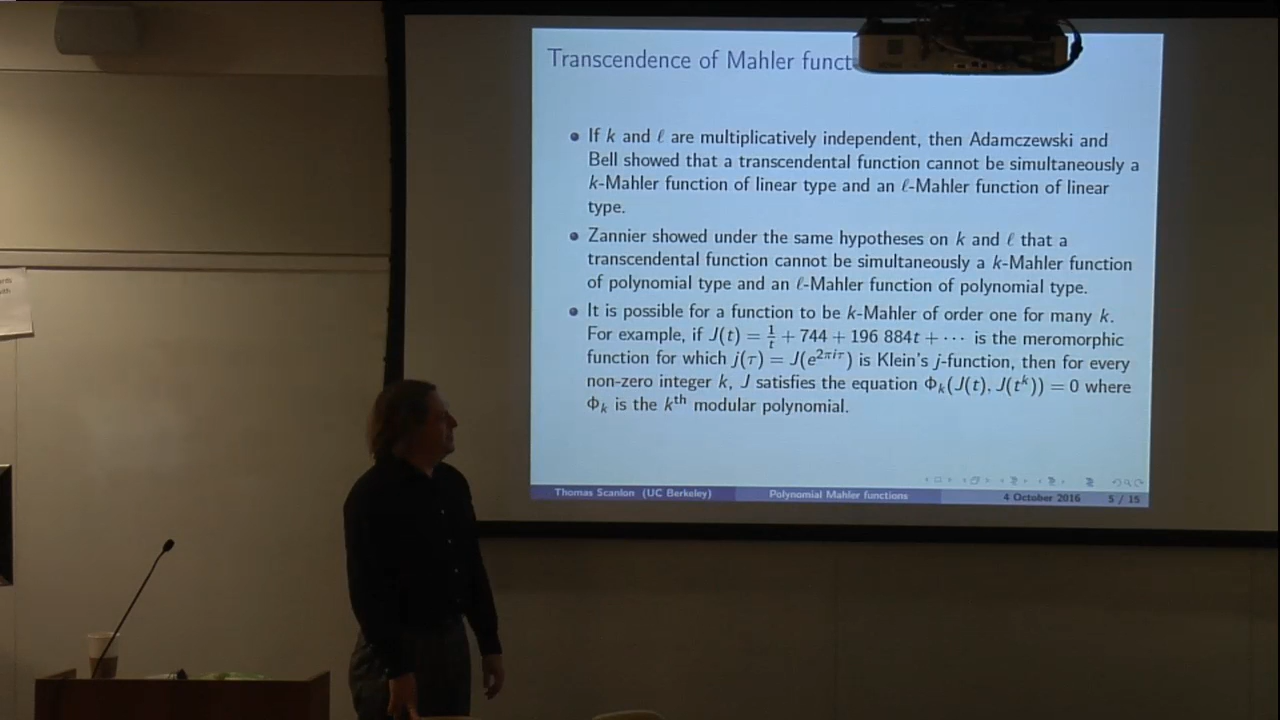 Transcendence of Mahler funct
• If k and ℓ are multiplicatively independent, then Adamczewski and
Bell showed that a transcendental function cannot be simultaneously a
k-Mahler function of linear type and an ℓ-Mahler function of linear
type.
• Zannier showed under the same hypotheses on k and ℓ that a
transcendental function cannot be simultaneously a k-Mahler function
of polynomial type and an ℓ-Mahler function of polynomial type.
• It is possible for a function to be k-Mahler of order one for many k.
For example, if J(t) = 1/t + 744 + 196 884t + ⋯ is the meromorphic
function for which j(τ) = J(e^{2πiτ}) is Klein's j-function, then for every
non-zero integer k, J satisfies the equation Φ_k(J(t), J(t^k)) = 0 where
Φ_k is the k^th modular polynomial.
Thomas Scanlon (UC Berkeley) Polynomial Mahler functions 4 October 2016 5 / 15